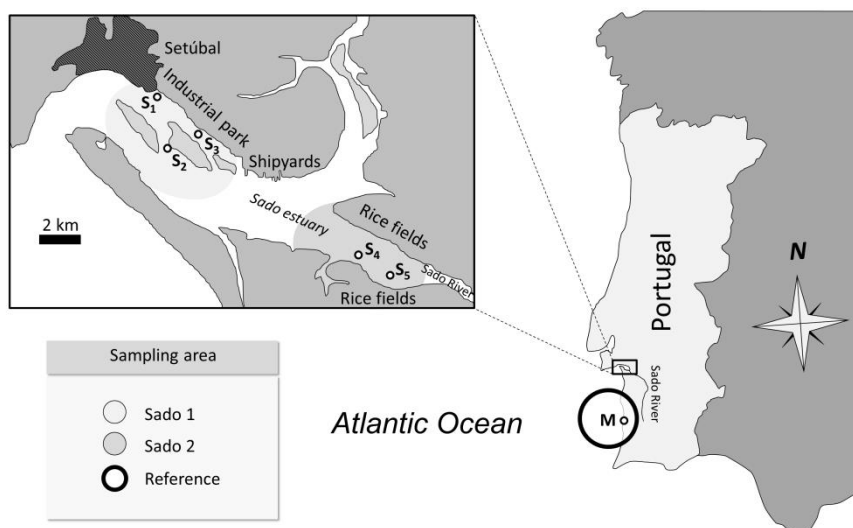 Setúbal
Industrial park
S1
S3
S2
Shipyards
2 km
Sado estuary
Rice fields
S4
S5
Sado River
Rice fields
Portugal
N
Sado River
M
Atlantic Ocean
Sampling area
Sado 1
Sado 2
Reference